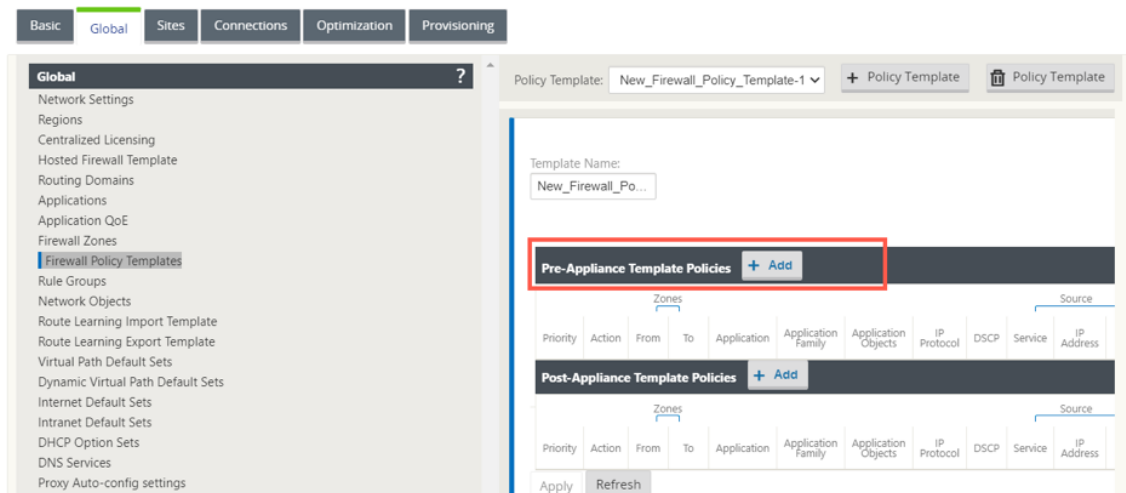 Basic Global Sites Connections Optimization Provisioning
Global ?
Network Settings
Regions
Centralized Licensing
Hosted Firewall Template
Routing Domains
Applications
Application QoE
Firewall Zones
Firewall Policy Templates
Rule Groups
Network Objects
Route Learning Import Template
Route Learning Export Template
Virtual Path Default Sets
Dynamic Virtual Path Default Sets
Internet Default Sets
Intranet Default Sets
DHCP Option Sets
DNS Services
Proxy Auto-config settings
Policy Template: New_Firewall_Policy_Template-1 + Policy Template Policy Template
Template Name:
New_Firewall_Po...
Pre-Appliance Template Policies + Add
Zones Source
Priority Action From To Application Application Family Application Objects IP Protocol DSCP Service IP Address
Post-Appliance Template Policies + Add
Zones Source
Priority Action From To Application Application Family Application Objects IP Protocol DSCP Service IP Address
Apply Refresh